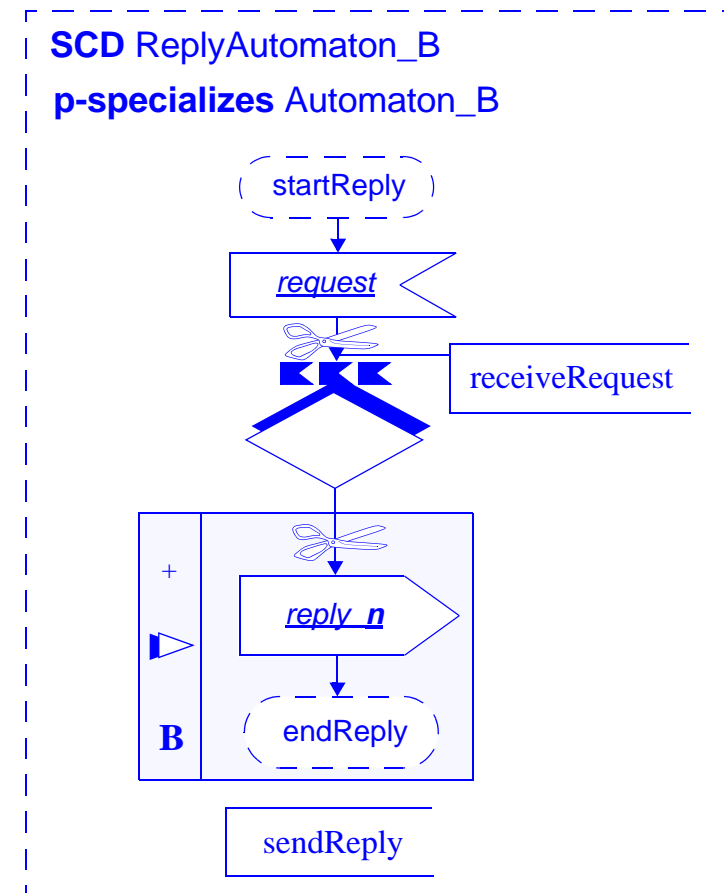 SCD ReplyAutomaton_B
p-specializes Automaton_B
startReply
request
receiveRequest
+
reply_n
B
endReply
sendReply